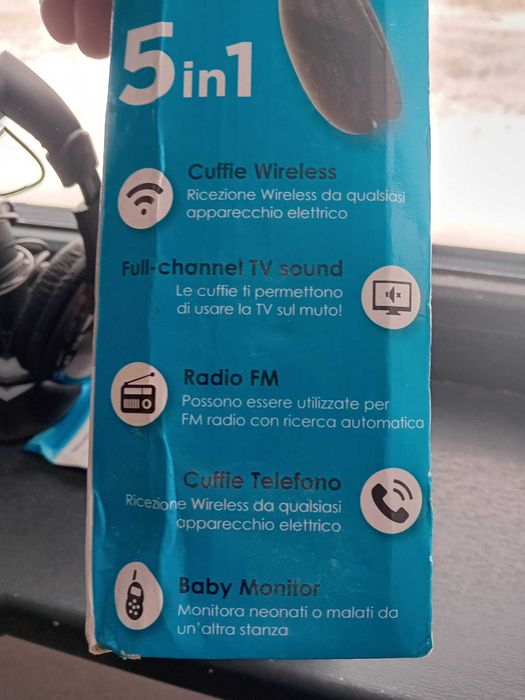 5in1
Cuffie Wireless
Ricezione Wireless da qualsiasi
apparecchio elettrico
Full-channel TV sound
Le cuffie ti permettono
di usare la TV sul muto!
Radio FM
Possono essere utilizzate per
FM radio con ricerca automatica
Cuffie Telefono
Ricezione Wireless da qualsiasi
apparecchio elettrico
Baby Monitor
Monitora neonati o malati da
un'altra stanza